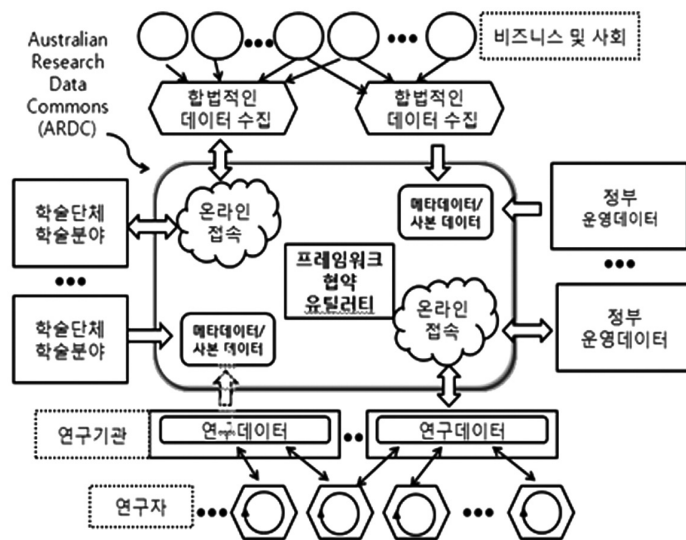 Australian
Research
Data
Commons
(ARDC)
비즈니스 및 사회
합법적인
데이터 수집
합법적인
데이터 수집
학술단체
학술분야
온라인
접속
메타데이터/
사본 데이터
정부
운영데이터
프레임워크
협약
유틸러티
학술단체
학술분야
메타데이터/
사본 데이터
온라인
접속
정부
운영데이터
연구기관
연구데이터
연구데이터
연구자